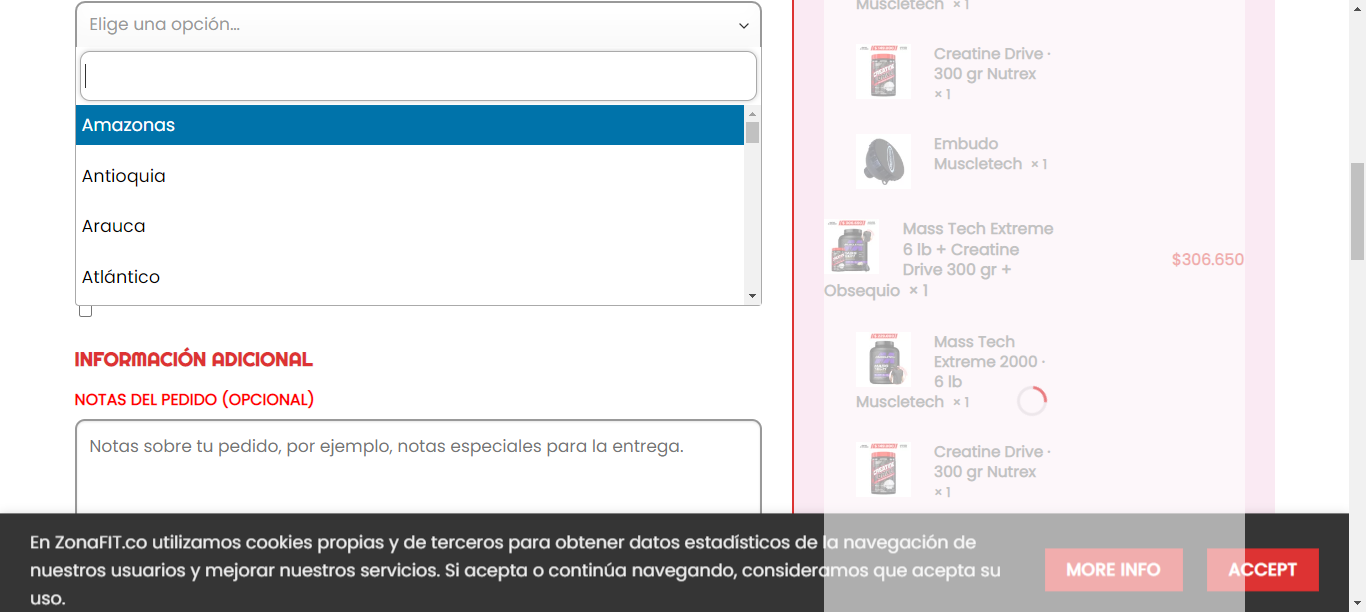 Elige una opción...
Amazonas
Antioquia
Arauca
Atlántico
INFORMACIÓN ADICIONAL
NOTAS DEL PEDIDO (OPCIONAL)
Notas sobre tu pedido, por ejemplo, notas especiales para la entrega.
Muscletech × 1
Creatine Drive ·
300 gr Nutrex
× 1
Embudo
Muscletech × 1
Mass Tech Extreme
6 lb + Creatine
Drive 300 gr +
Obsequio × 1
$306.650
Mass Tech
Extreme 2000 ·
6 lb
Muscletech × 1
Creatine Drive ·
300 gr Nutrex
× 1
En ZonaFIT.co utilizamos cookies propias y de terceros para obtener datos estadísticos de la navegación de
nuestros usuarios y mejorar nuestros servicios. Si acepta o continúa navegando, consideramos que acepta su
uso.
MORE INFO
ACCEPT